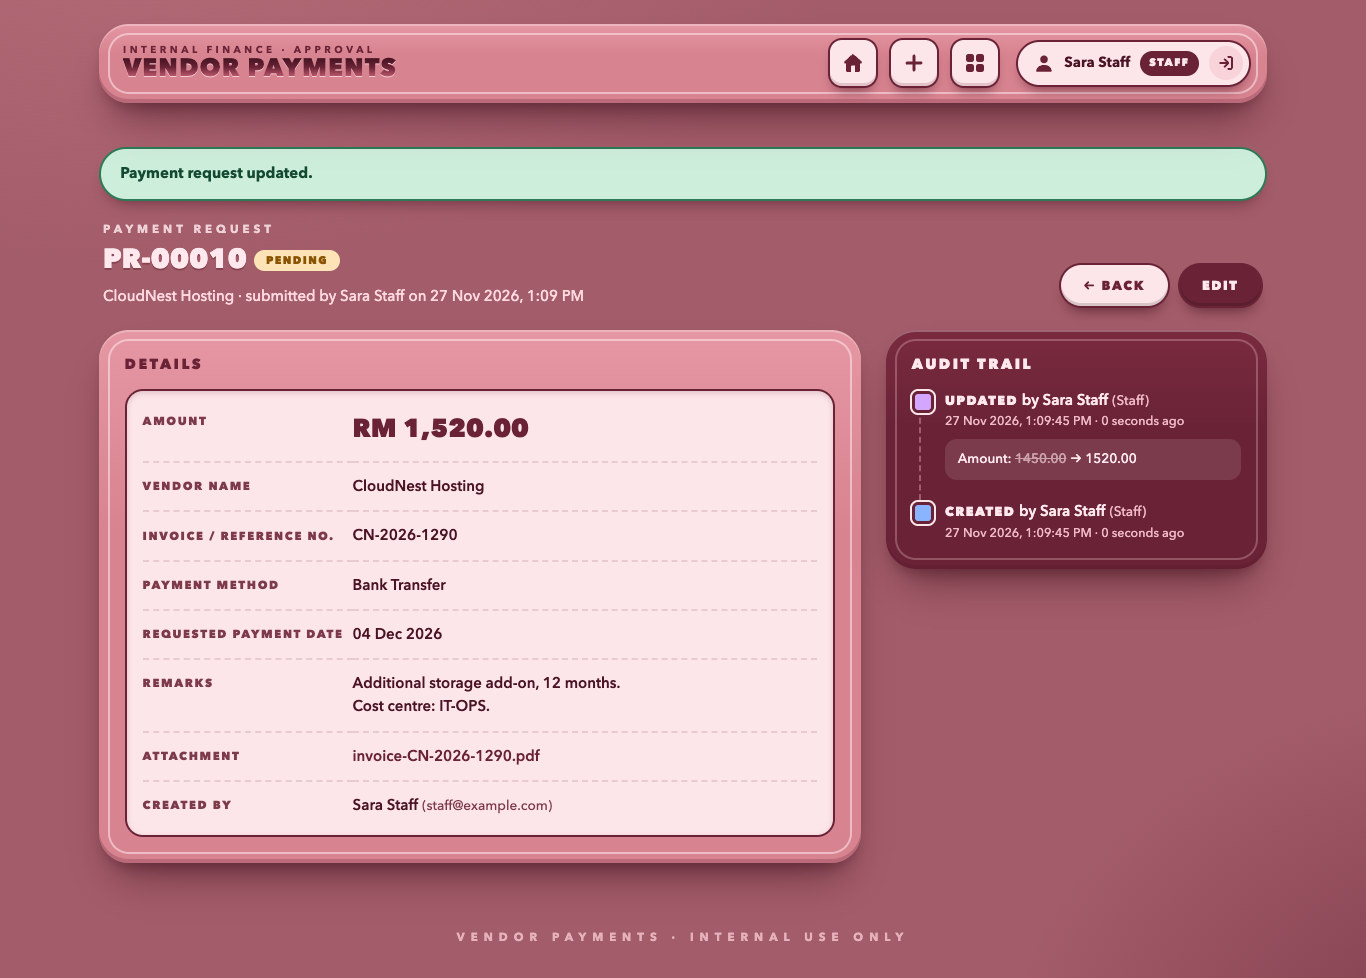 INTERNAL FINANCE · APPROVAL
VENDOR PAYMENTS
Sara Staff STAFF
Payment request updated.
PAYMENT REQUEST
PR-00010 PENDING
CloudNest Hosting · submitted by Sara Staff on 27 Nov 2026, 1:09 PM
← BACK EDIT
DETAILS
AMOUNT RM 1,520.00
VENDOR NAME CloudNest Hosting
INVOICE / REFERENCE NO. CN-2026-1290
PAYMENT METHOD Bank Transfer
REQUESTED PAYMENT DATE 04 Dec 2026
REMARKS Additional storage add-on, 12 months.
Cost centre: IT-OPS.
ATTACHMENT invoice-CN-2026-1290.pdf
CREATED BY Sara Staff (staff@example.com)
AUDIT TRAIL
UPDATED by Sara Staff (Staff)
27 Nov 2026, 1:09:45 PM · 0 seconds ago
Amount: 1450.00 → 1520.00
CREATED by Sara Staff (Staff)
27 Nov 2026, 1:09:45 PM · 0 seconds ago
VENDOR PAYMENTS · INTERNAL USE ONLY